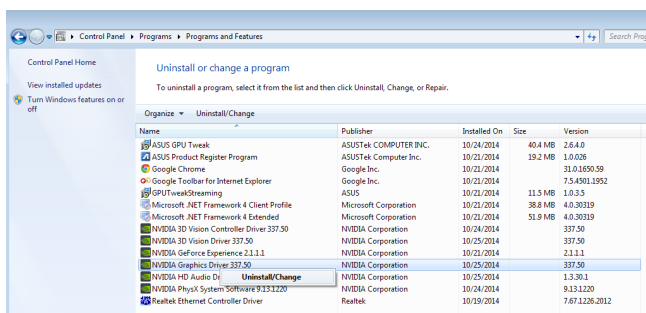 Control Panel ▸ Programs ▸ Programs and Features
Search Prog
Control Panel Home
View installed updates
Turn Windows features on or
off
Uninstall or change a program
To uninstall a program, select it from the list and then click Uninstall, Change, or Repair.
Organize Uninstall/Change
Name Publisher Installed On Size Version
ASUS GPU Tweak ASUSTek COMPUTER INC. 10/24/2014 40.4 MB 2.6.4.0
ASUS Product Register Program ASUSTek Computer Inc. 10/21/2014 19.2 MB 1.0.026
Google Chrome Google Inc. 10/21/2014 31.0.1650.59
Google Toolbar for Internet Explorer Google Inc. 10/21/2014 7.5.4501.1952
GPUTweakStreaming ASUS 10/21/2014 11.5 MB 1.0.3.5
Microsoft .NET Framework 4 Client Profile Microsoft Corporation 10/21/2014 38.8 MB 4.0.30319
Microsoft .NET Framework 4 Extended Microsoft Corporation 10/21/2014 51.9 MB 4.0.30319
NVIDIA 3D Vision Controller Driver 337.50 NVIDIA Corporation 10/24/2014 337.50
NVIDIA 3D Vision Driver 337.50 NVIDIA Corporation 10/25/2014 337.50
NVIDIA GeForce Experience 2.1.1.1 NVIDIA Corporation 10/21/2014 2.1.1.1
NVIDIA Graphics Driver 337.50 NVIDIA Corporation 10/25/2014 337.50
NVIDIA HD Audio Dr Uninstall/Change NVIDIA Corporation 10/25/2014 1.3.30.1
NVIDIA PhysX System Software 9.13.1220 NVIDIA Corporation 10/24/2014 9.13.1220
Realtek Ethernet Controller Driver Realtek 10/19/2014 7.67.1226.2012